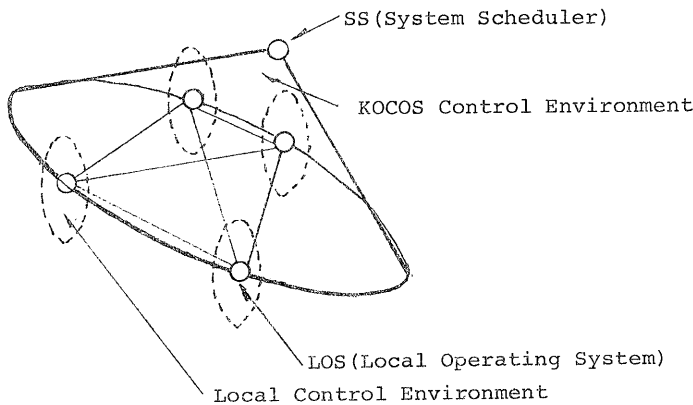 SS(System Scheduler)
KOCOS Control Environment
LOS(Local Operating System)
Local Control Environment